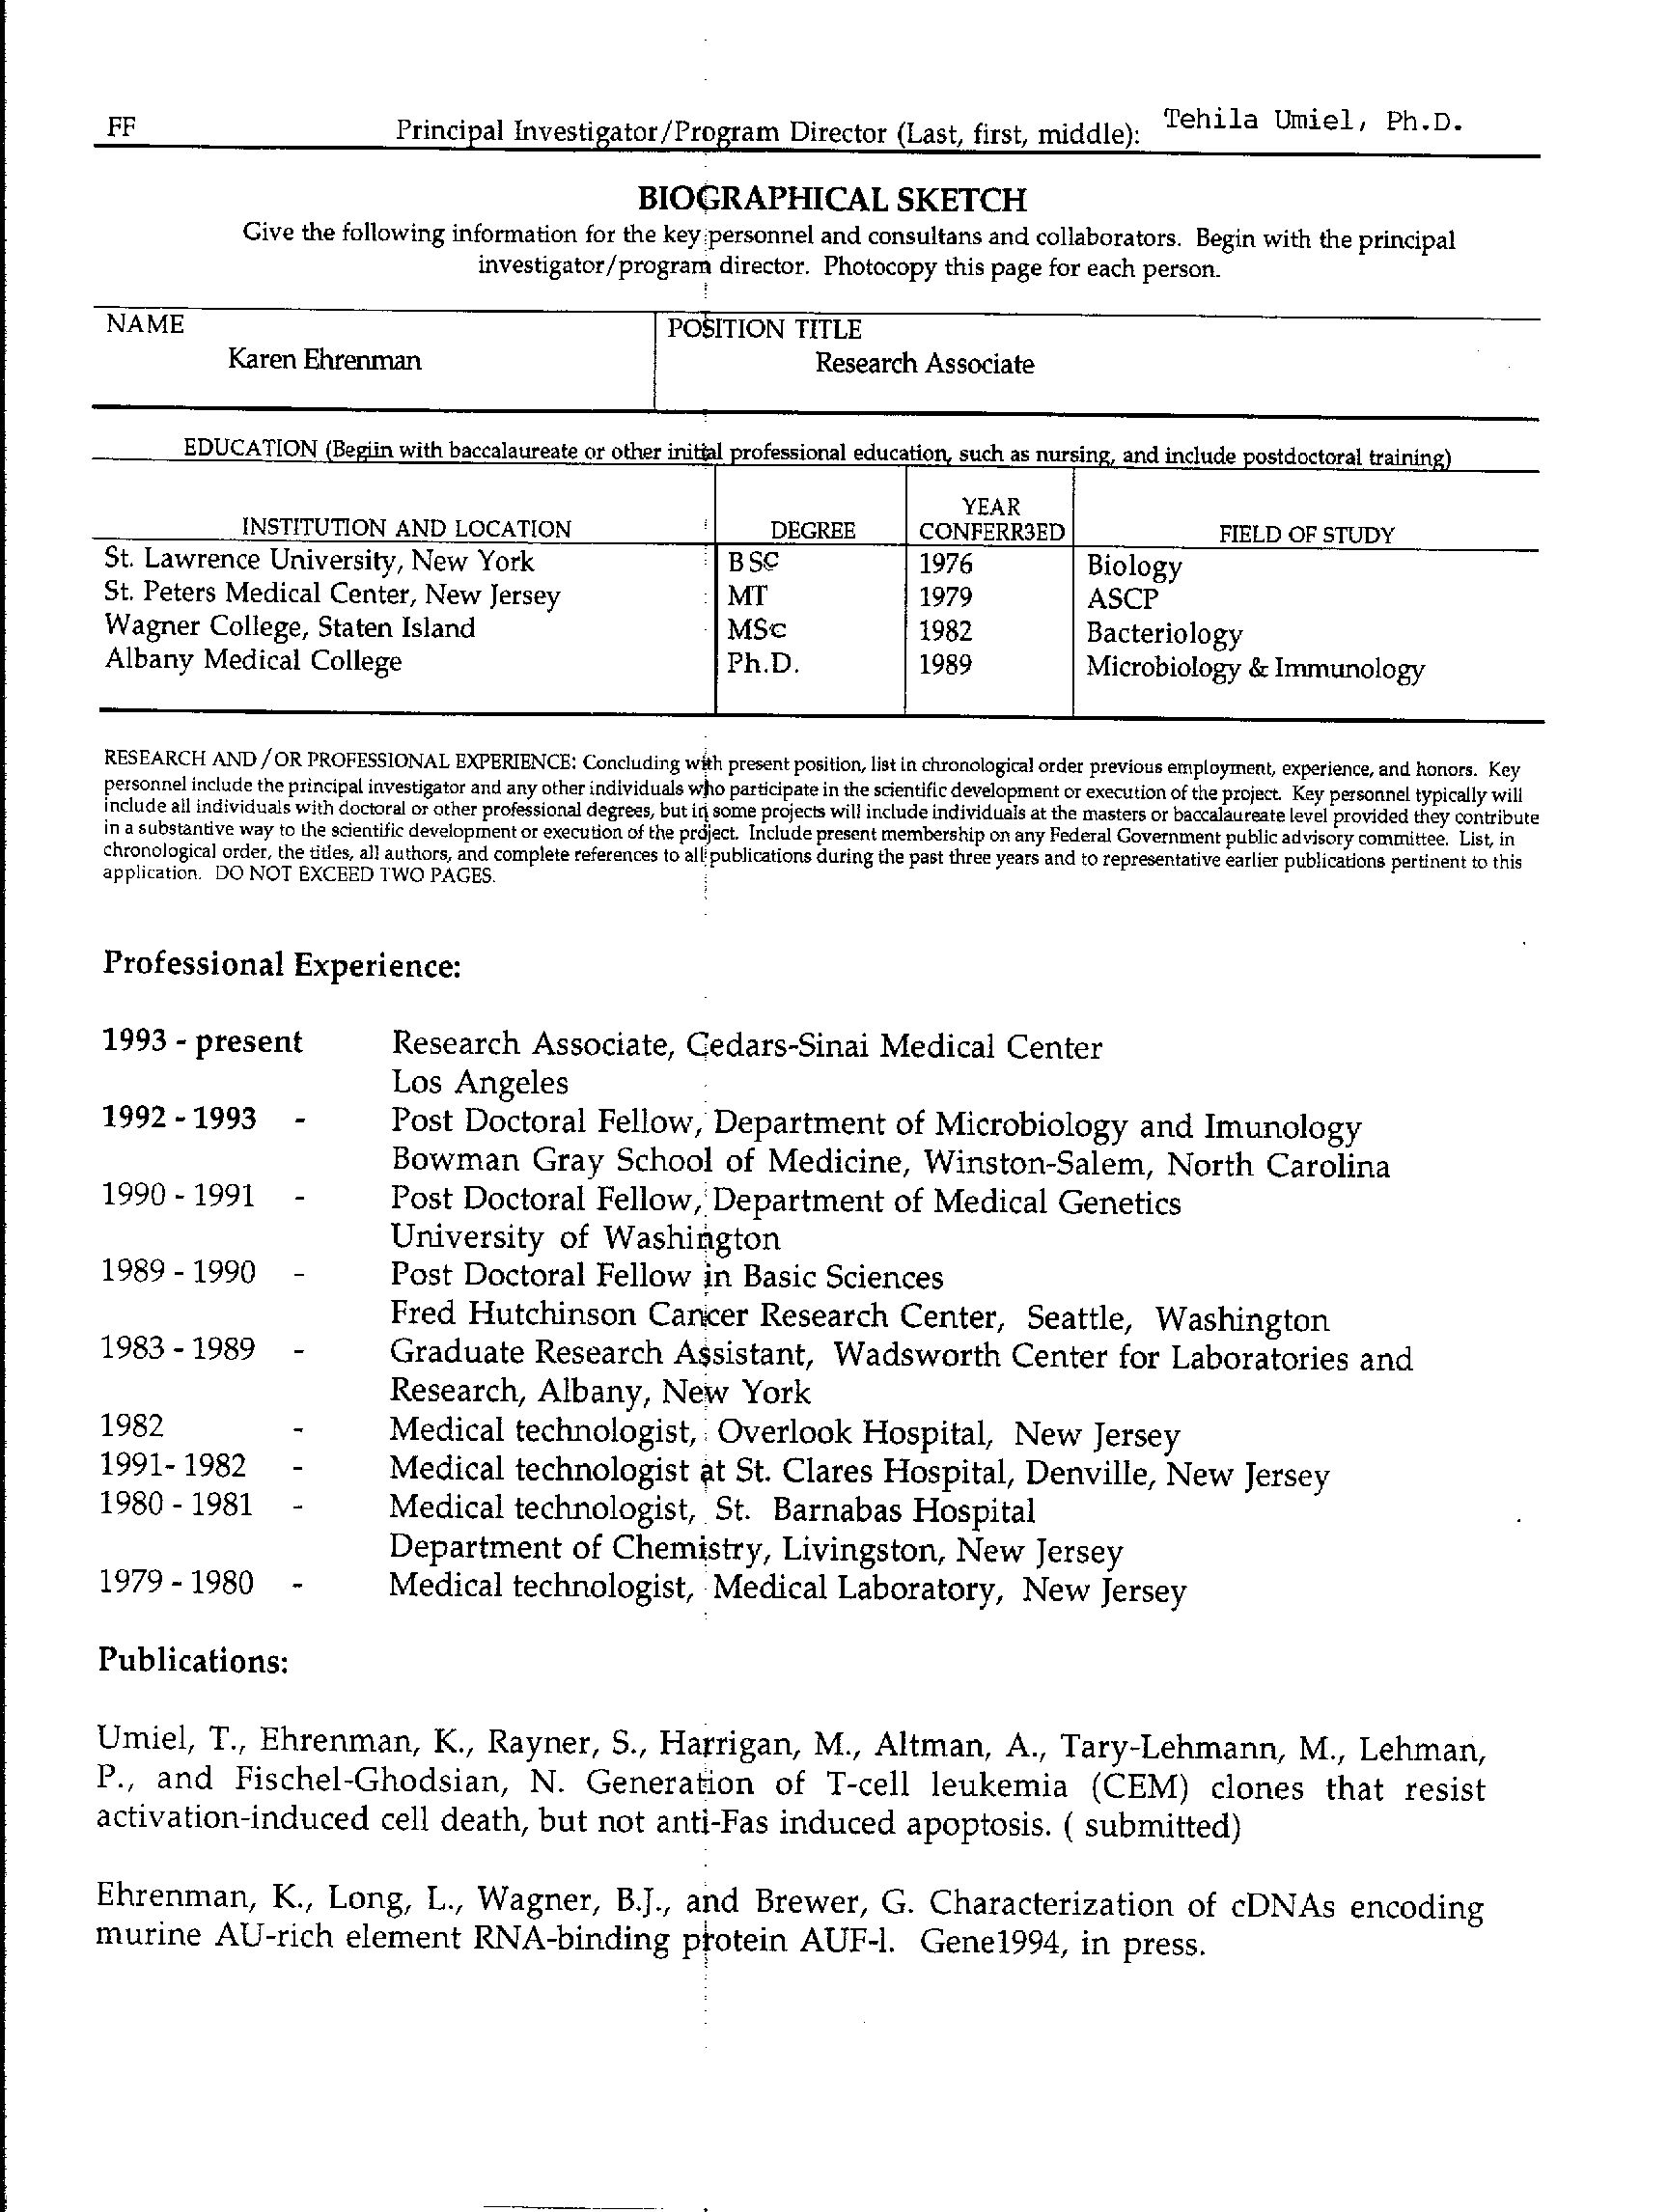 FF Principal Investigator/Program Director (Last, first, middle): Tehila Umiel, Ph.D.
BIOGRAPHICAL SKETCH
Give the following information for the key personnel and consultans and collaborators. Begin with the principal
investigator/program director. Photocopy this page for each person.
NAME POSITION TITLE
Karen Ehrenman Research Associate
EDUCATION (Begiin with baccalaureate or other initial professional education, such as nursing, and include postdoctoral training)
YEAR
INSTITUTION AND LOCATION DEGREE CONFERR3ED FIELD OF STUDY
St. Lawrence University, New York BSC 1976 Biology
St. Peters Medical Center, New Jersey MT 1979 ASCP
Wagner College, Staten Island MSc 1982 Bacteriology
Albany Medical College Ph.D. 1989 Microbiology & Immunology
RESEARCH AND/OR PROFESSIONAL EXPERIENCE: Concluding with present position, list in chronological order previous employment, experience, and honors. Key
personnel include the principal investigator and any other individuals who participate in the scientific development or execution of the project. Key personnel typically will
include all individuals with doctoral or other professional degrees, but in some projects will include individuals at the masters or baccalaureate level provided they contribute
in a substantive way to the scientific development or execution of the project. Include present membership on any Federal Government public advisory committee. List, in
chronological order, the titles, all authors, and complete references to all publications during the past three years and to representative earlier publications pertinent to this
application. DO NOT EXCEED TWO PAGES.
Professional Experience:
1993 - present Research Associate, Cedars-Sinai Medical Center
Los Angeles
1992 - 1993 - Post Doctoral Fellow, Department of Microbiology and Imunology
Bowman Gray School of Medicine, Winston-Salem, North Carolina
1990 - 1991 - Post Doctoral Fellow, Department of Medical Genetics
University of Washington
1989 - 1990 - Post Doctoral Fellow in Basic Sciences
Fred Hutchinson Cancer Research Center, Seattle, Washington
1983 - 1989 - Graduate Research Assistant, Wadsworth Center for Laboratories and
Research, Albany, New York
1982 - Medical technologist, Overlook Hospital, New Jersey
1991- 1982 - Medical technologist at St. Clares Hospital, Denville, New Jersey
1980 - 1981 - Medical technologist, St. Barnabas Hospital
Department of Chemistry, Livingston, New Jersey
1979 - 1980 - Medical technologist, Medical Laboratory, New Jersey
Publications:
Umiel, T., Ehrenman, K., Rayner, S., Harrigan, M., Altman, A., Tary-Lehmann, M., Lehman,
P., and Fischel-Ghodsian, N. Generation of T-cell leukemia (CEM) clones that resist
activation-induced cell death, but not anti-Fas induced apoptosis. ( submitted)
Ehrenman, K., Long, L., Wagner, B.J., and Brewer, G. Characterization of cDNAs encoding
murine AU-rich element RNA-binding protein AUF-l. Gene1994, in press.